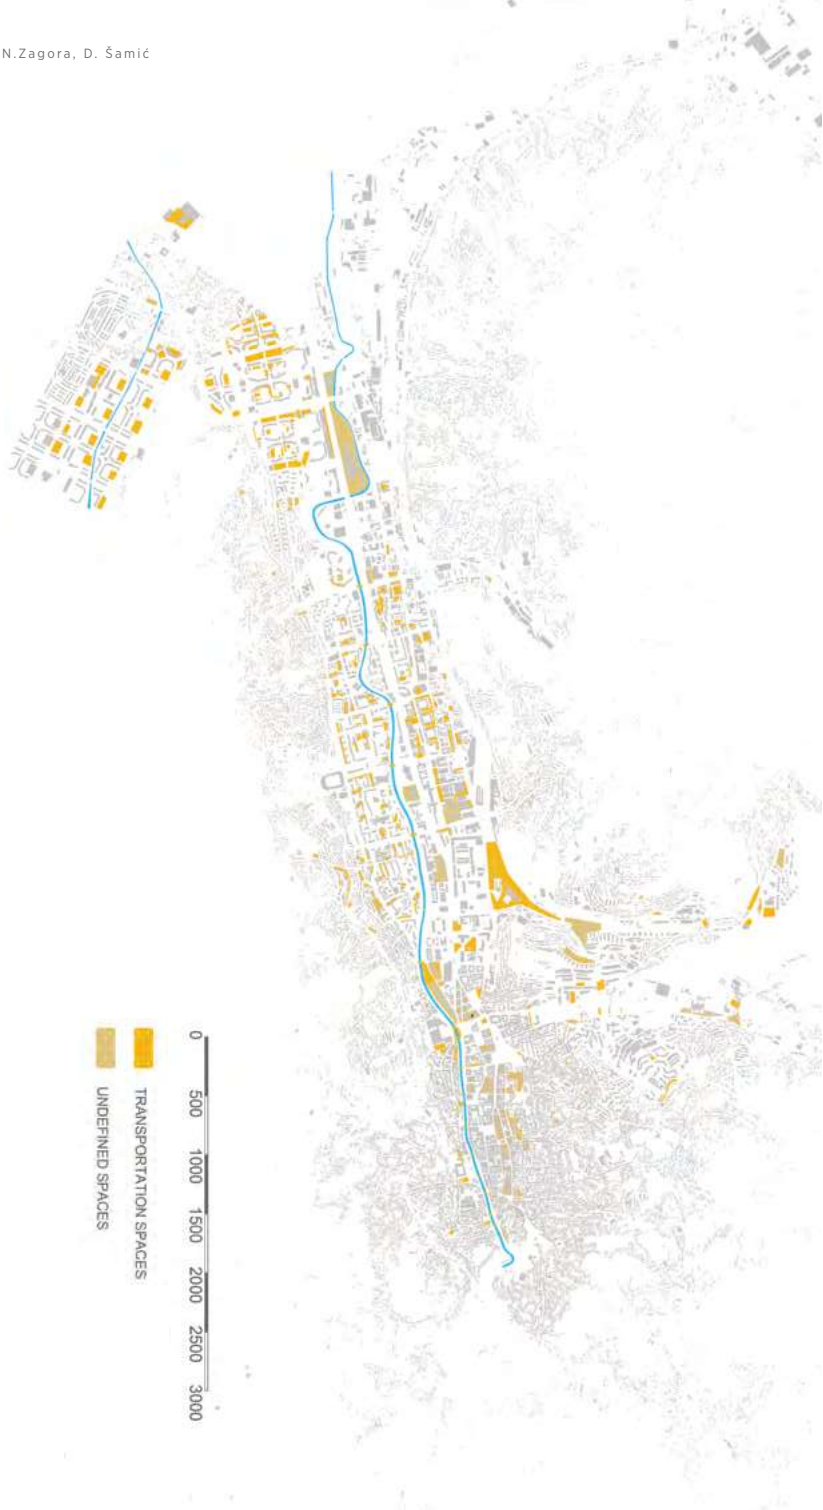 N.Zagora, D. Šamić
0 500 1000 1500 2000 2500 3000
TRANSPORTATION SPACES
UNDEFINED SPACES